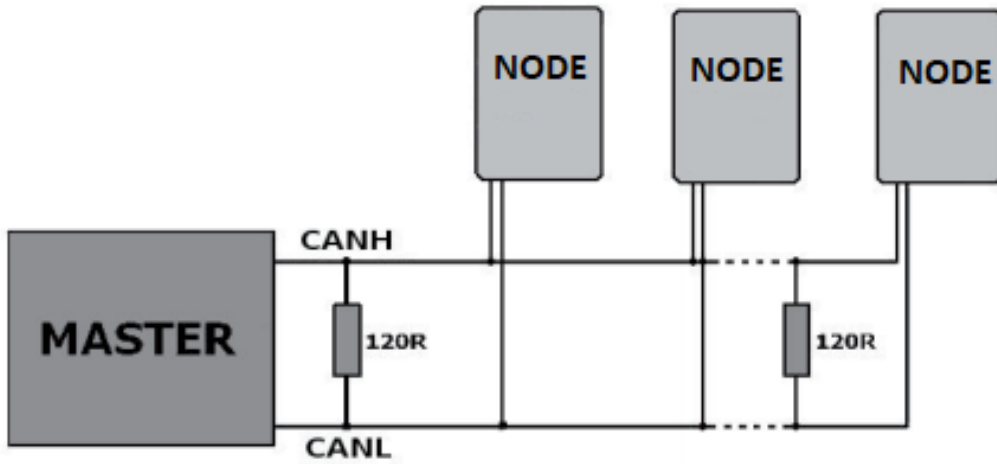 NODE
NODE
NODE
CANH
MASTER
120R
120R
CANL